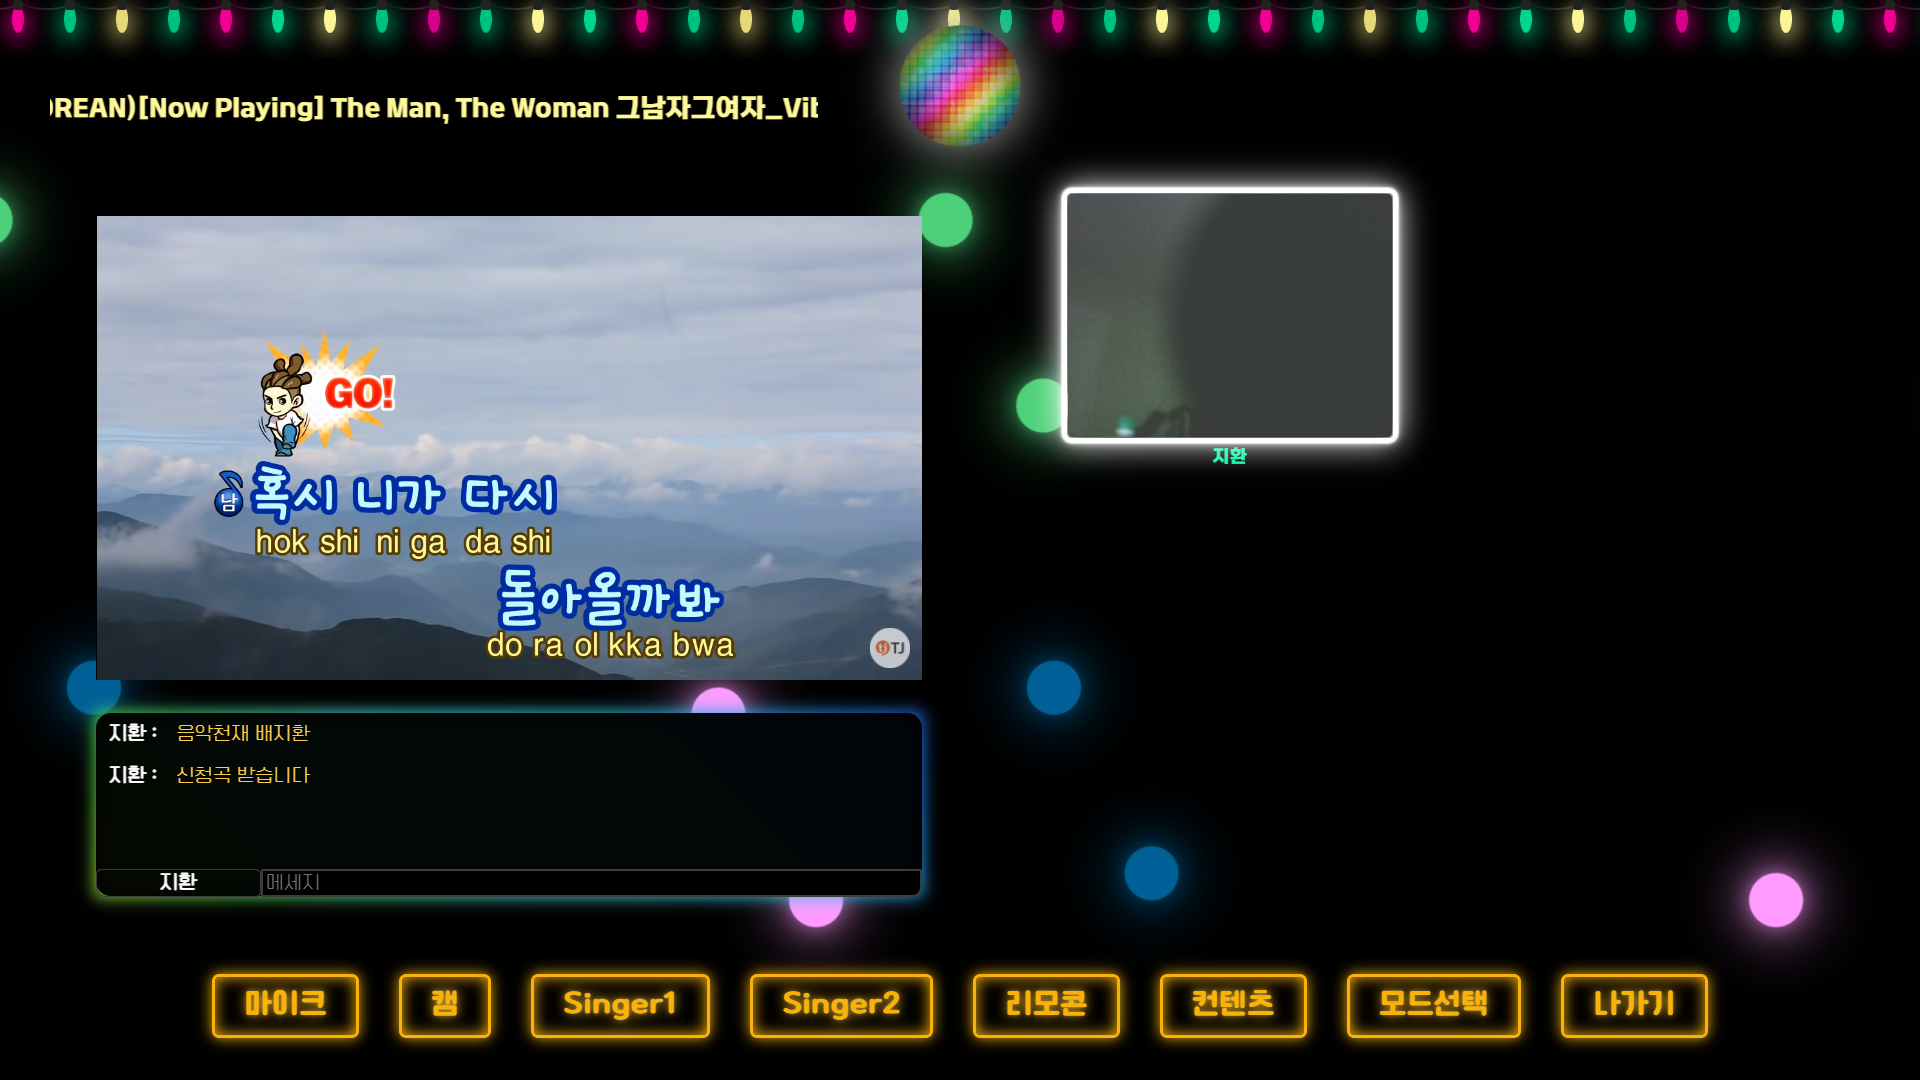 OREAN)[Now Playing] The Man, The Woman 그남자그여자_Vib
GO!
남 혹시 니가 다시
hok shi ni ga da shi
돌아올까봐
do ra ol kka bwa
TJ
지환
지환 : 음악천재 배지환
지환 : 신청곡 받습니다
지환 메세지
마이크 캠 Singer1 Singer2 리모콘 컨텐츠 모드선택 나가기